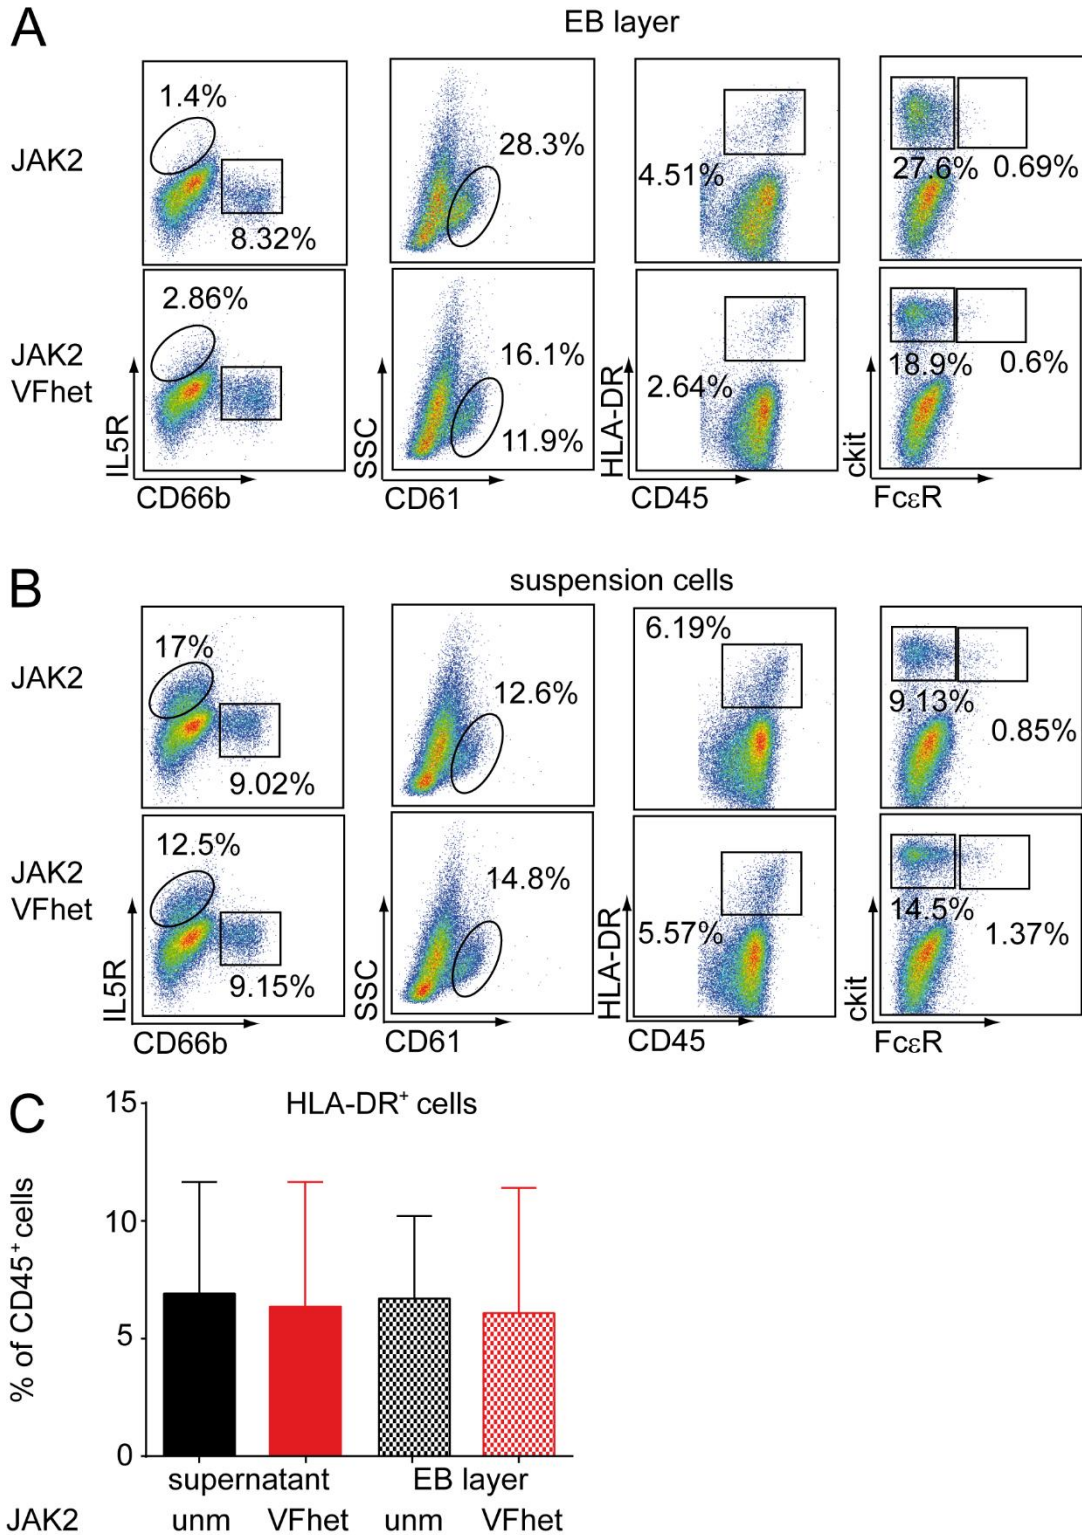 A
EB layer
JAK2
1.4%
8.32%
28.3%
4.51%
27.6% 0.69%
JAK2
VFhet
2.86%
16.1%
11.9%
2.64%
18.9% 0.6%
IL5R
CD66b
SSC
CD61
HLA-DR
CD45
ckit
FcεR
B
suspension cells
JAK2
17%
9.02%
12.6%
6.19%
9.13%
0.85%
JAK2
VFhet
12.5%
9.15%
14.8%
5.57%
14.5%
1.37%
IL5R
CD66b
SSC
CD61
HLA-DR
CD45
ckit
FcεR
C
HLA-DR⁺ cells
% of CD45⁺ cells
15
10
5
0
supernatant EB layer
JAK2 unm VFhet unm VFhet